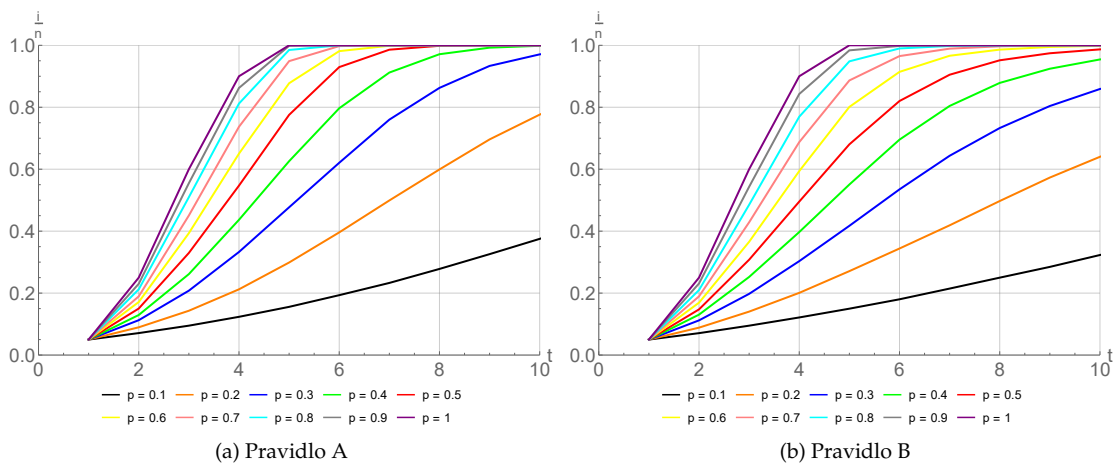 i/n
1.0
0.8
0.6
0.4
0.2
0.0
0 2 4 6 8 10 t
p = 0.1 p = 0.2 p = 0.3 p = 0.4 p = 0.5
p = 0.6 p = 0.7 p = 0.8 p = 0.9 p = 1
(a) Pravidlo A
i/n
1.0
0.8
0.6
0.4
0.2
0.0
0 2 4 6 8 10 t
p = 0.1 p = 0.2 p = 0.3 p = 0.4 p = 0.5
p = 0.6 p = 0.7 p = 0.8 p = 0.9 p = 1
(b) Pravidlo B